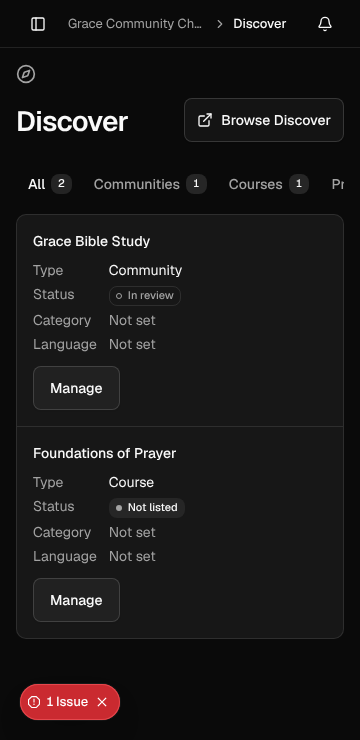 Grace Community Ch... > Discover
Discover
Browse Discover
All 2 Communities 1 Courses 1 Pr
Grace Bible Study
Type Community
Status In review
Category Not set
Language Not set
Manage
Foundations of Prayer
Type Course
Status Not listed
Category Not set
Language Not set
Manage
1 Issue